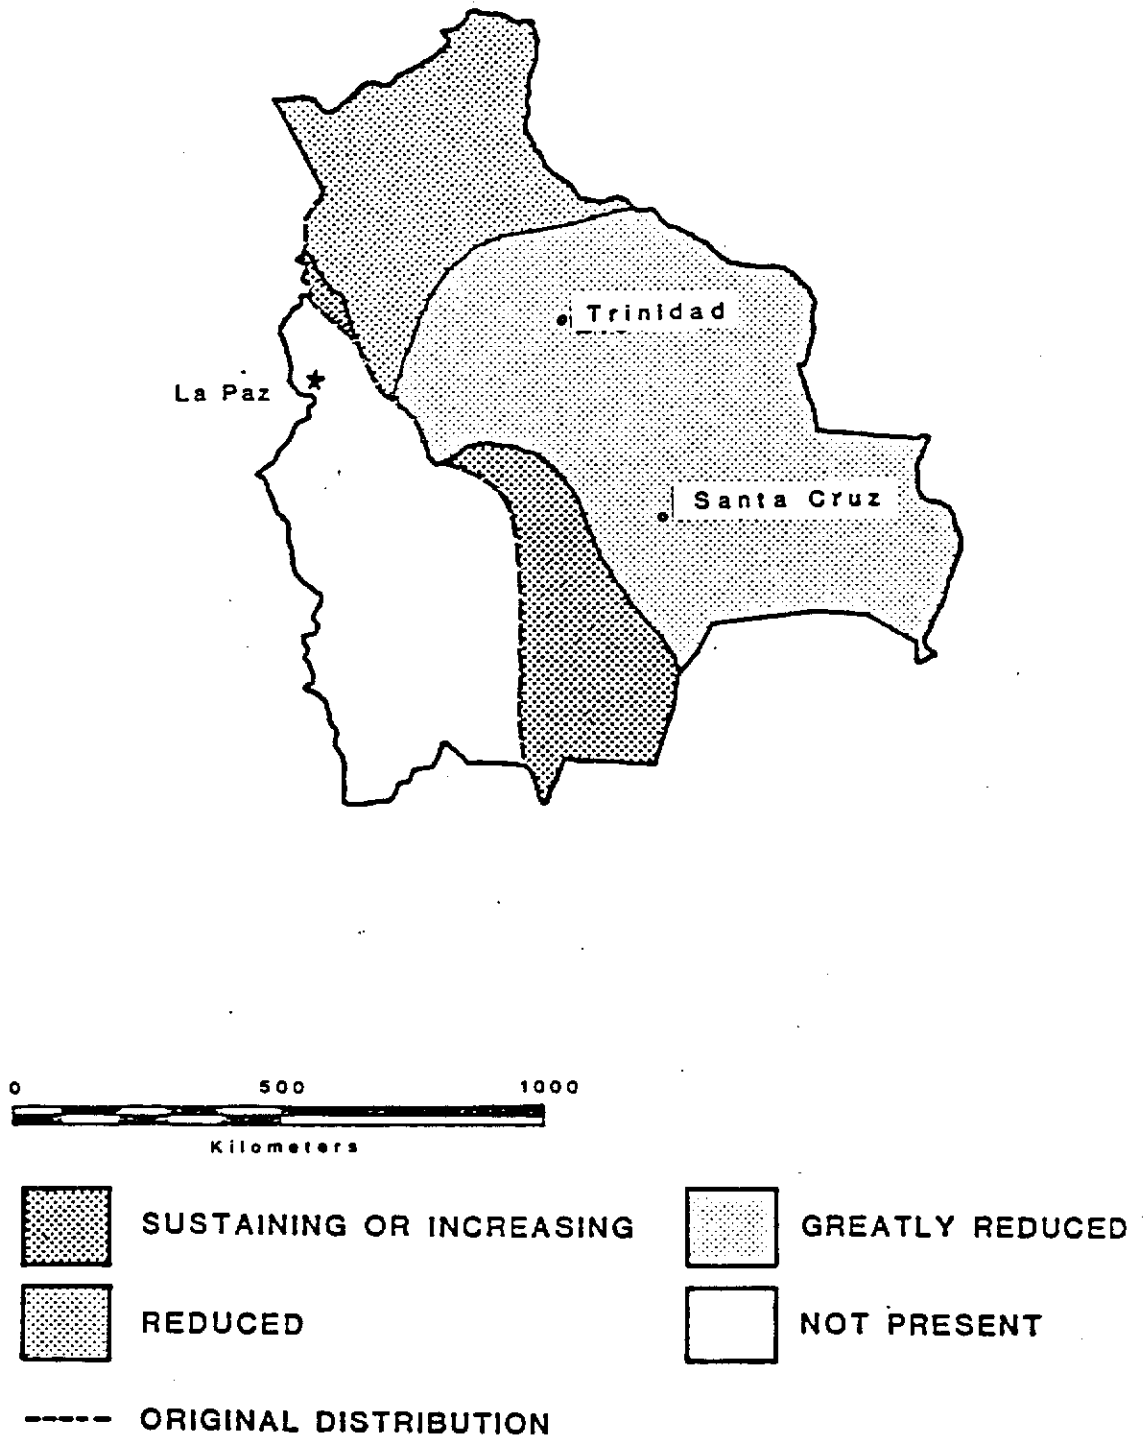 Trinidad
La Paz
Santa Cruz
0 500 1000
Kilometers
SUSTAINING OR INCREASING
GREATLY REDUCED
REDUCED
NOT PRESENT
ORIGINAL DISTRIBUTION